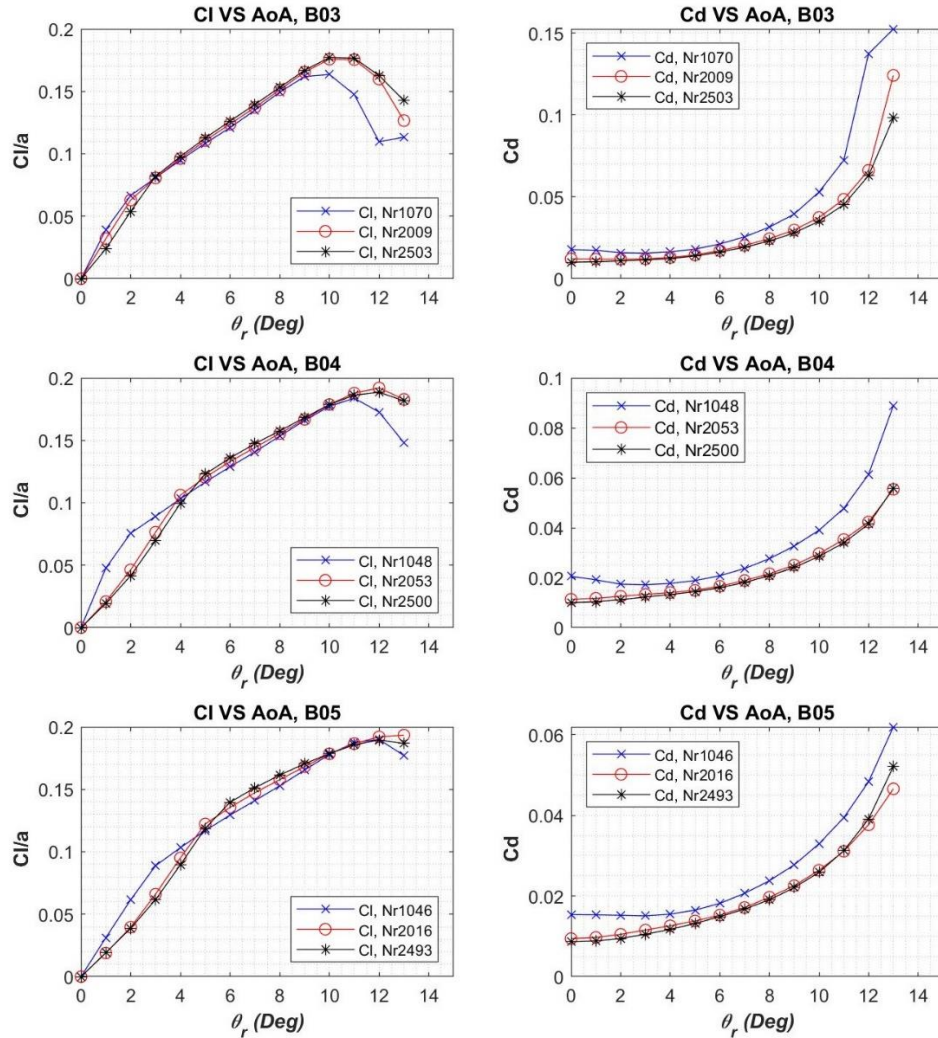 Cl VS AoA, B03
Cl/a
0.2
0.15
0.1
0.05
0
Cl, Nr1070
Cl, Nr2009
Cl, Nr2503
0 2 4 6 8 10 12 14
θr (Deg)
Cd VS AoA, B03
Cd
0.15
0.1
0.05
0
Cd, Nr1070
Cd, Nr2009
Cd, Nr2503
0 2 4 6 8 10 12 14
θr (Deg)
Cl VS AoA, B04
Cl/a
0.2
0.15
0.1
0.05
0
Cl, Nr1048
Cl, Nr2053
Cl, Nr2500
0 2 4 6 8 10 12 14
θr (Deg)
Cd VS AoA, B04
Cd
0.1
0.08
0.06
0.04
0.02
0
Cd, Nr1048
Cd, Nr2053
Cd, Nr2500
0 2 4 6 8 10 12 14
θr (Deg)
Cl VS AoA, B05
Cl/a
0.2
0.15
0.1
0.05
0
Cl, Nr1046
Cl, Nr2016
Cl, Nr2493
0 2 4 6 8 10 12 14
θr (Deg)
Cd VS AoA, B05
Cd
0.06
0.04
0.02
0
Cd, Nr1046
Cd, Nr2016
Cd, Nr2493
0 2 4 6 8 10 12 14
θr (Deg)